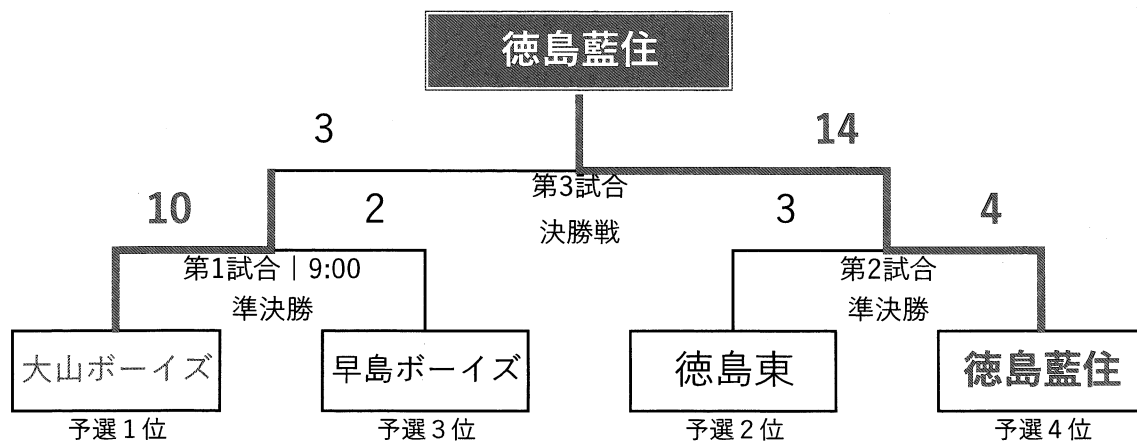 徳島藍住
3
14
10
2
第3試合
決勝戦
3
4
第1試合｜9:00
準決勝
第2試合
準決勝
大山ボーイズ
早島ボーイズ
徳島東
徳島藍住
予選1位
予選3位
予選2位
予選4位